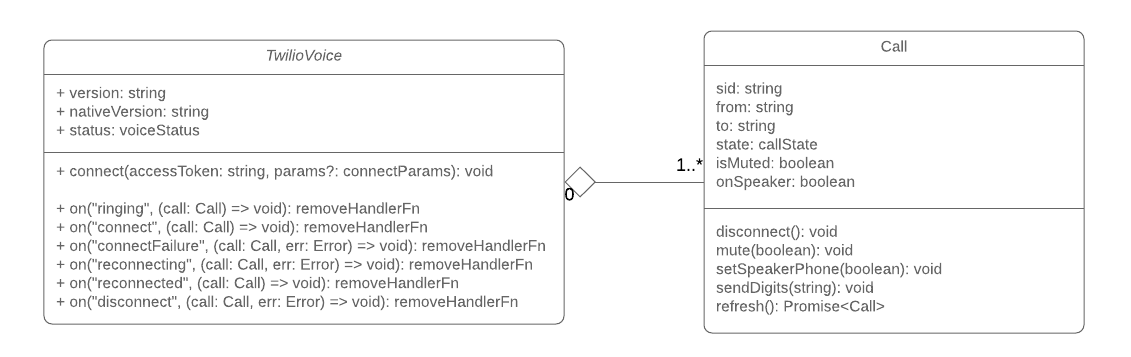 TwilioVoice
+ version: string
+ nativeVersion: string
+ status: voiceStatus
+ connect(accessToken: string, params?: connectParams): void
+ on("ringing", (call: Call) => void): removeHandlerFn
+ on("connect", (call: Call) => void): removeHandlerFn
+ on("connectFailure", (call: Call, err: Error) => void): removeHandlerFn
+ on("reconnecting", (call: Call, err: Error) => void): removeHandlerFn
+ on("reconnected", (call: Call) => void): removeHandlerFn
+ on("disconnect", (call: Call, err: Error) => void): removeHandlerFn
0
1..*
Call
sid: string
from: string
to: string
state: callState
isMuted: boolean
onSpeaker: boolean
disconnect(): void
mute(boolean): void
setSpeakerPhone(boolean): void
sendDigits(string): void
refresh(): Promise<Call>